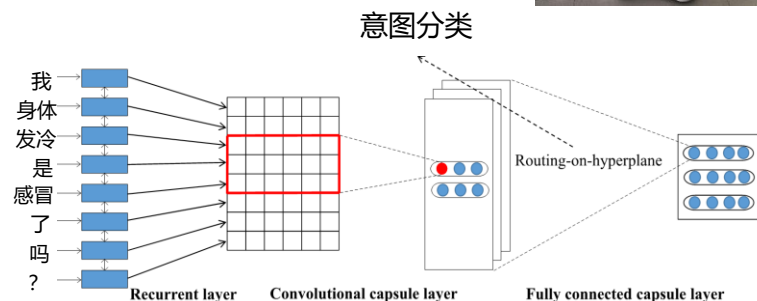 意图分类
我
身体
发冷
是
感冒
了
吗
？
Routing-on-hyperplane
Recurrent layer
Convolutional capsule layer
Fully connected capsule layer